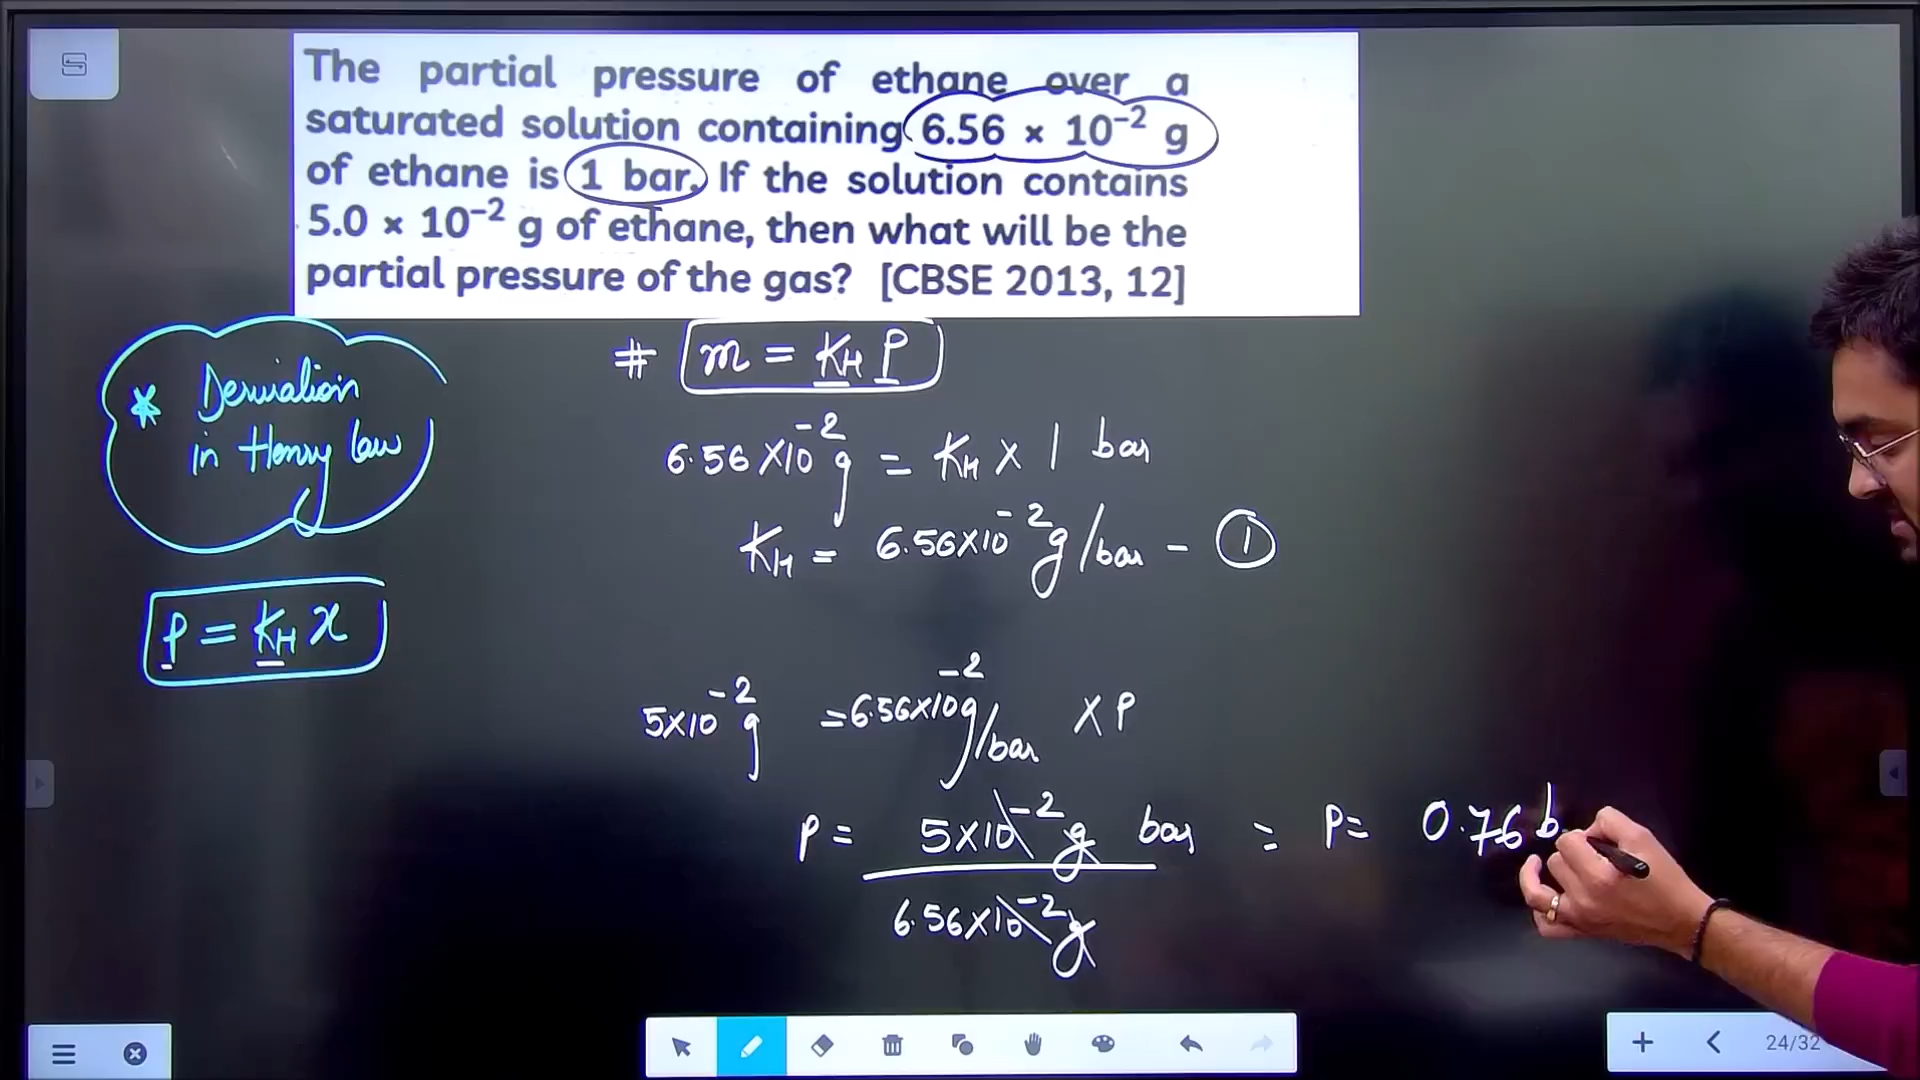 The partial pressure of ethane over a
saturated solution containing 6.56 × 10⁻² g
of ethane is 1 bar. If the solution contains
5.0 × 10⁻² g of ethane, then what will be the
partial pressure of the gas? [CBSE 2013, 12]
# m = K_H P
* Derivation
in Henry law
6.56 × 10⁻² g = K_H × 1 bar
K_H = 6.56 × 10⁻² g/bar - ①
p = K_H x
5 × 10⁻² g = 6.56 × 10⁻² g/bar × P
P = 5 × 10⁻² g bar = P = 0.76 b
6.56 × 10⁻² g
24/32